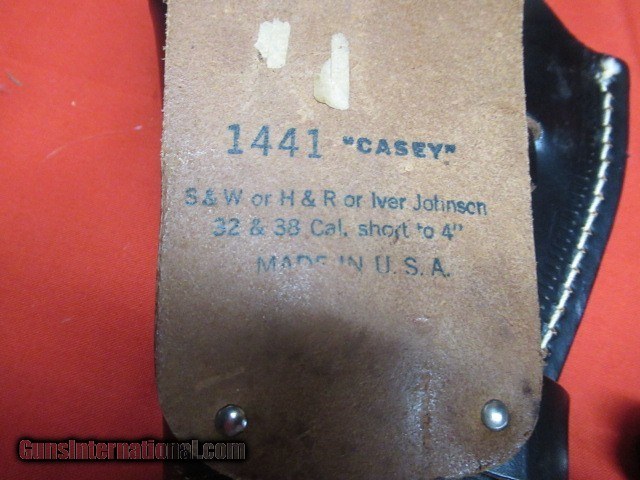 1441 "CASEY"
S & W or H & R or Iver Johnson
32 & 38 Cal. short to 4"
MADE IN U. S. A.
GunsInternational.com